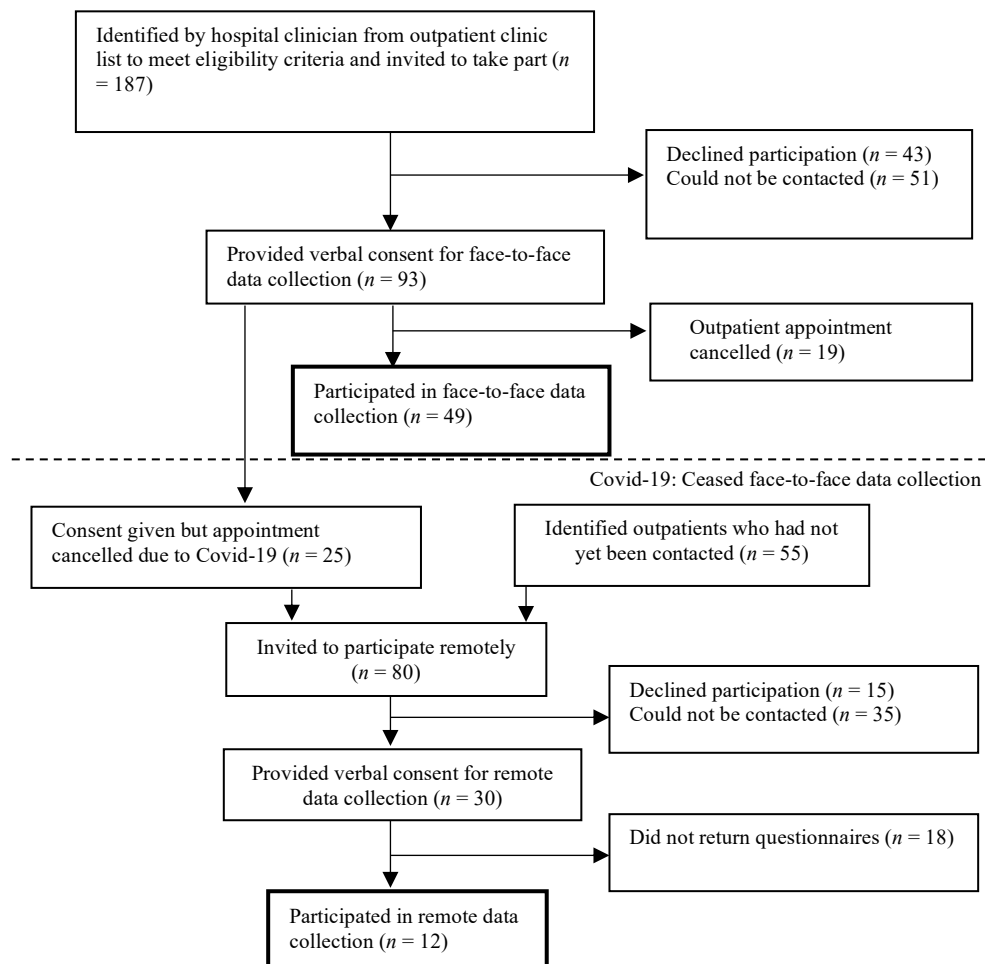 Identified by hospital clinician from outpatient clinic
list to meet eligibility criteria and invited to take part (n
= 187)
Declined participation (n = 43)
Could not be contacted (n = 51)
Provided verbal consent for face-to-face
data collection (n = 93)
Outpatient appointment
cancelled (n = 19)
Participated in face-to-face data
collection (n = 49)
Covid-19: Ceased face-to-face data collection
Consent given but appointment
cancelled due to Covid-19 (n = 25)
Identified outpatients who had not
yet been contacted (n = 55)
Invited to participate remotely
(n = 80)
Declined participation (n = 15)
Could not be contacted (n = 35)
Provided verbal consent for remote
data collection (n = 30)
Did not return questionnaires (n = 18)
Participated in remote data
collection (n = 12)